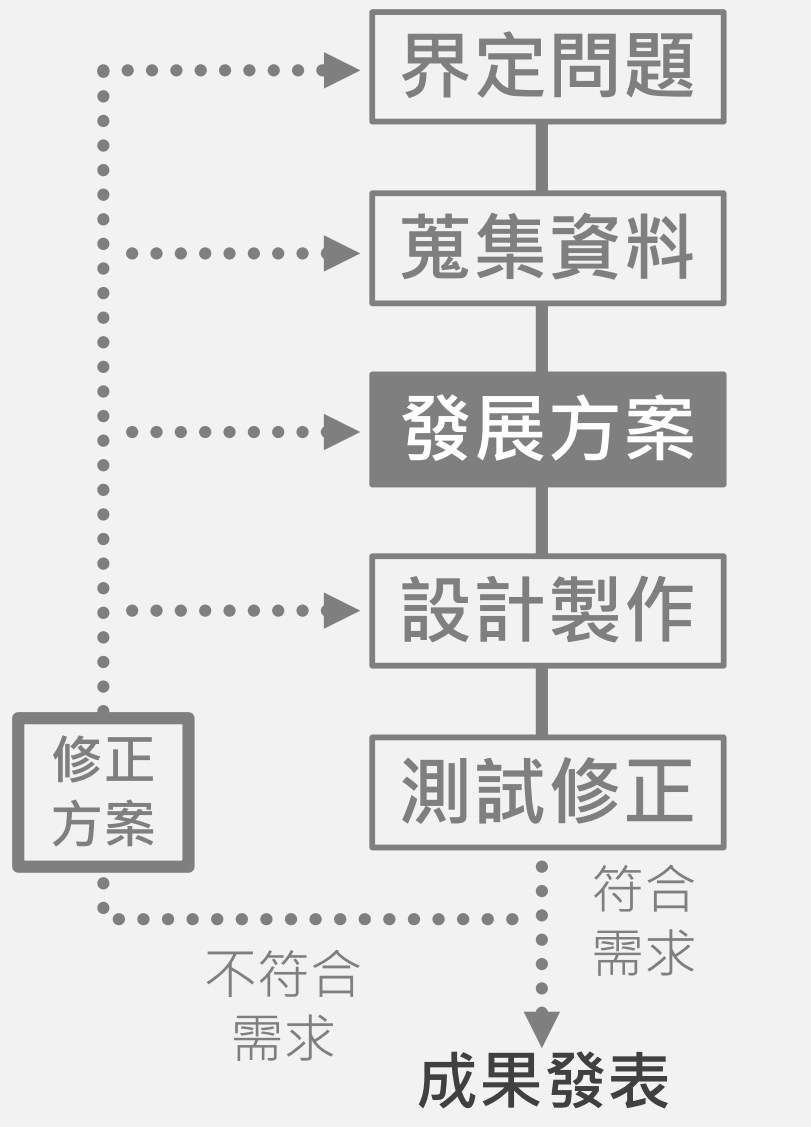 界定問題
蒐集資料
發展方案
設計製作
測試修正
修正
方案
符合
需求
不符合
需求
成果發表